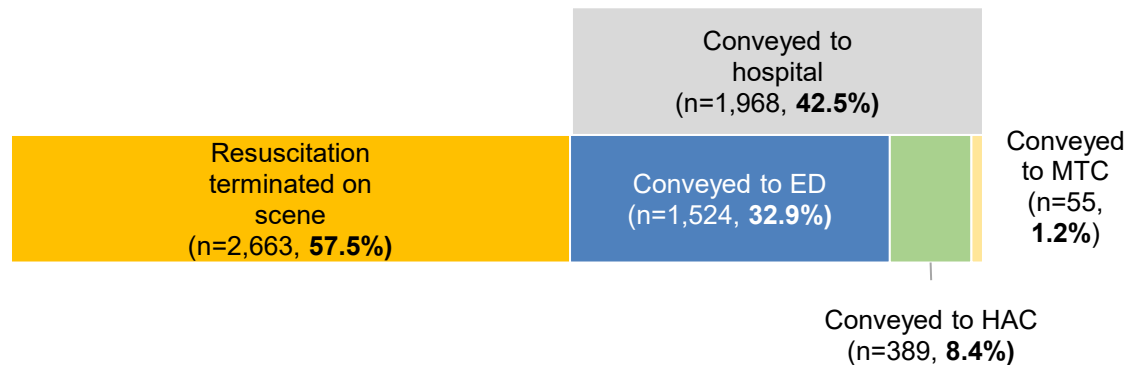 Conveyed to
hospital
(n=1,968, 42.5%)
Resuscitation
terminated on
scene
(n=2,663, 57.5%)
Conveyed to ED
(n=1,524, 32.9%)
Conveyed
to MTC
(n=55,
1.2%)
Conveyed to HAC
(n=389, 8.4%)